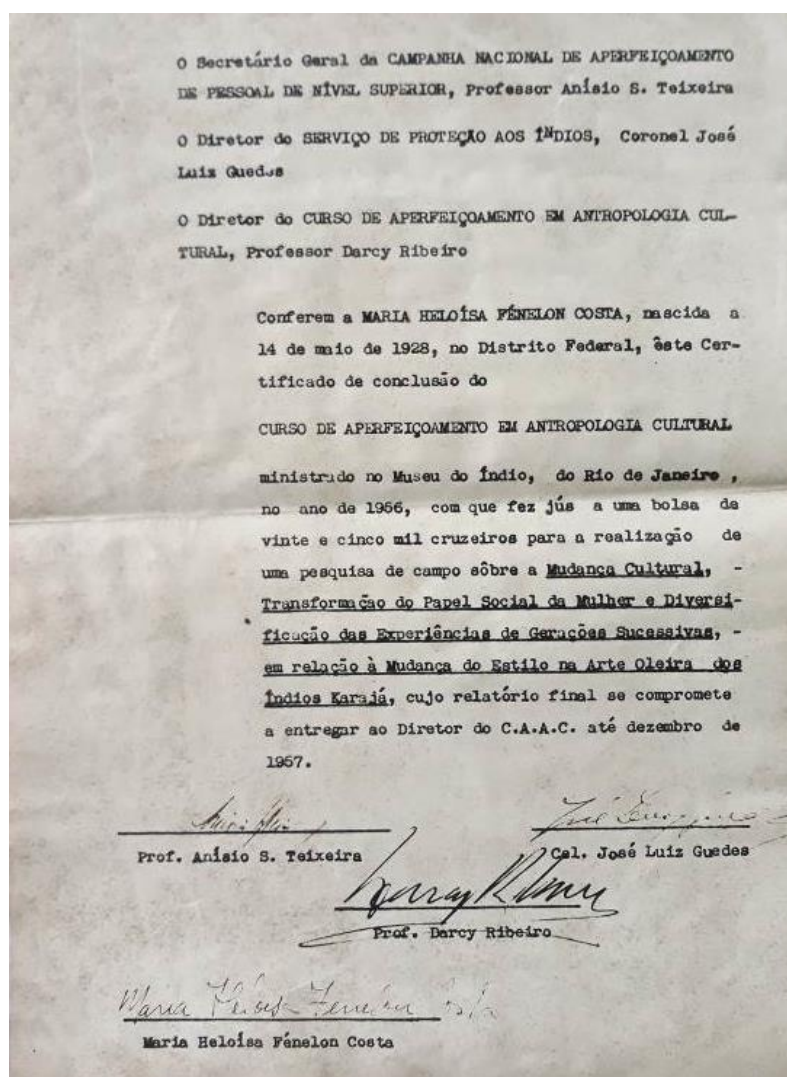 O Secretário Geral da CAMPANHA NACIONAL DE APERFEIÇOAMENTO
DE PESSOAL DE NÍVEL SUPERIOR, Professor Anísio S. Teixeira
O Diretor do SERVIÇO DE PROTEÇÃO AOS ÍNDIOS, Coronel José
Luiz Guedes
O Diretor do CURSO DE APERFEIÇOAMENTO EM ANTROPOLOGIA CUL-
TURAL, Professor Darcy Ribeiro
Conferem a MARIA HELOÍSA FÉNELON COSTA, nascida a
14 de maio de 1928, no Distrito Federal, êste Cer-
tificado de conclusão do
CURSO DE APERFEIÇOAMENTO EM ANTROPOLOGIA CULTURAL
ministrado no Museu do Índio, do Rio de Janeiro ,
no ano de 1956, com que fez jús a uma bolsa de
vinte e cinco mil cruzeiros para a realização de
uma pesquisa de campo sôbre a Mudança Cultural, -
Transformação do Papel Social da Mulher e Diversi-
ficação das Experiências de Gerações Sucessivas, -
em relação à Mudança do Estilo na Arte Oleira dos
Índios Karajá, cujo relatório final se compromete
a entregar ao Diretor do C.A.A.C. até dezembro de
1957.
Prof. Anísio S. Teixeira
Cel. José Luiz Guedes
Prof. Darcy Ribeiro
Maria Heloisa Fenelon Costa
Maria Heloísa Fénelon Costa